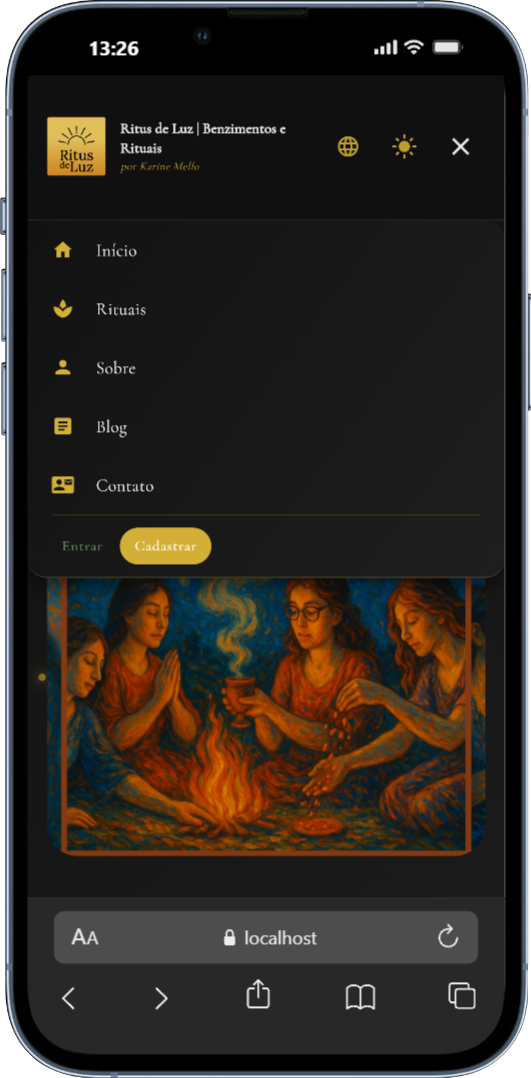 13:26
Ritus
de Luz
Ritus de Luz | Benzimentos e
Rituais
por Karine Mello
Início
Rituais
Sobre
Blog
Contato
Entrar
Cadastrar
AA
localhost